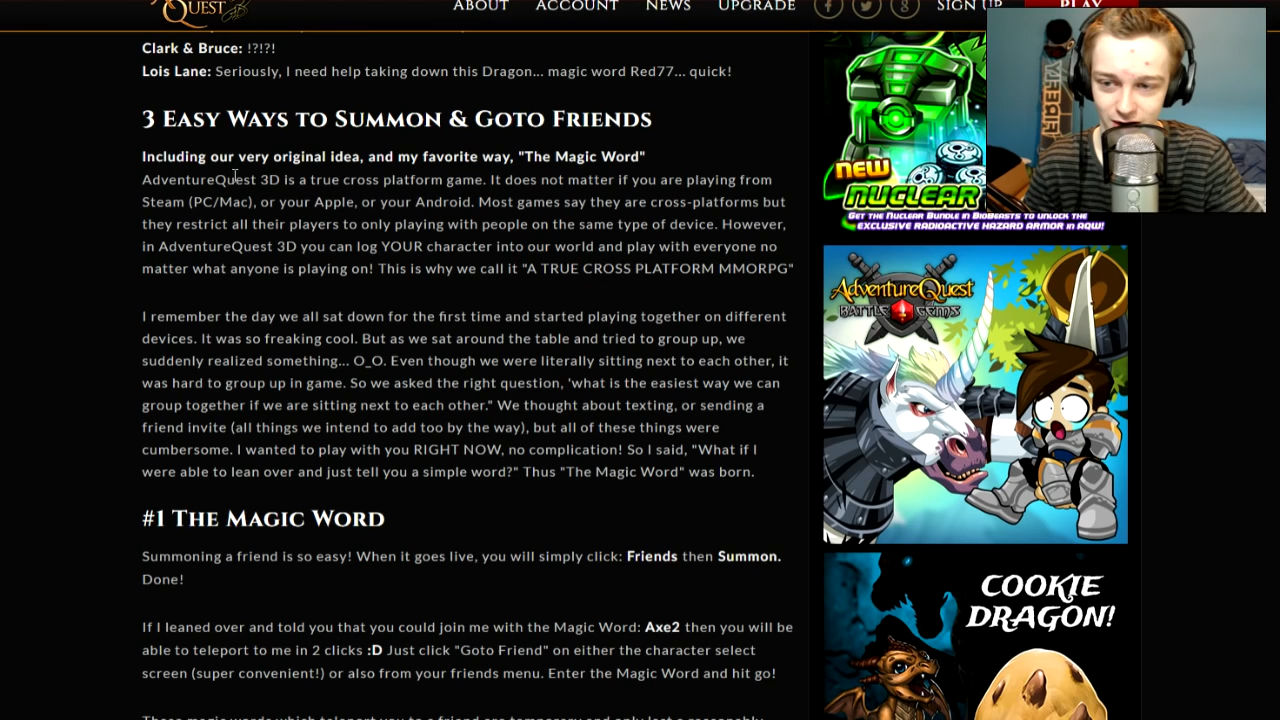 QUEST
ABOUT ACCOUNT NEWS UPGRADE SIGN UP PLAY
Clark & Bruce: !?!?!
Lois Lane: Seriously, I need help taking down this Dragon... magic word Red77... quick!
3 Easy Ways to Summon & Goto Friends
Including our very original idea, and my favorite way, "The Magic Word"
AdventureQuest 3D is a true cross platform game. It does not matter if you are playing from
Steam (PC/Mac), or your Apple, or your Android. Most games say they are cross-platforms but
they restrict all their players to only playing with people on the same type of device. However,
in AdventureQuest 3D you can log YOUR character into our world and play with everyone no
matter what anyone is playing on! This is why we call it "A TRUE CROSS PLATFORM MMORPG"
I remember the day we all sat down for the first time and started playing together on different
devices. It was so freaking cool. But as we sat around the table and tried to group up, we
suddenly realized something... O_O. Even though we were literally sitting next to each other, it
was hard to group up in game. So we asked the right question, 'what is the easiest way we can
group together if we are sitting next to each other." We thought about texting, or sending a
friend invite (all things we intend to add too by the way), but all of these things were
cumbersome. I wanted to play with you RIGHT NOW, no complication! So I said, "What if I
were able to lean over and just tell you a simple word?" Thus "The Magic Word" was born.
#1 The Magic Word
Summoning a friend is so easy! When it goes live, you will simply click: Friends then Summon.
Done!
If I leaned over and told you that you could join me with the Magic Word: Axe2 then you will be
able to teleport to me in 2 clicks :D Just click "Goto Friend" on either the character select
screen (super convenient!) or also from your friends menu. Enter the Magic Word and hit go!
These magic words which teleport you to a friend are temporary and only last a reasonably
NEW
NUCLEAR
Get the Nuclear Bundle in BioBeasts to unlock the
exclusive Radioactive Hazard Armor in AQW!
AdventureQuest
BATTLE GEMS
COOKIE
DRAGON!